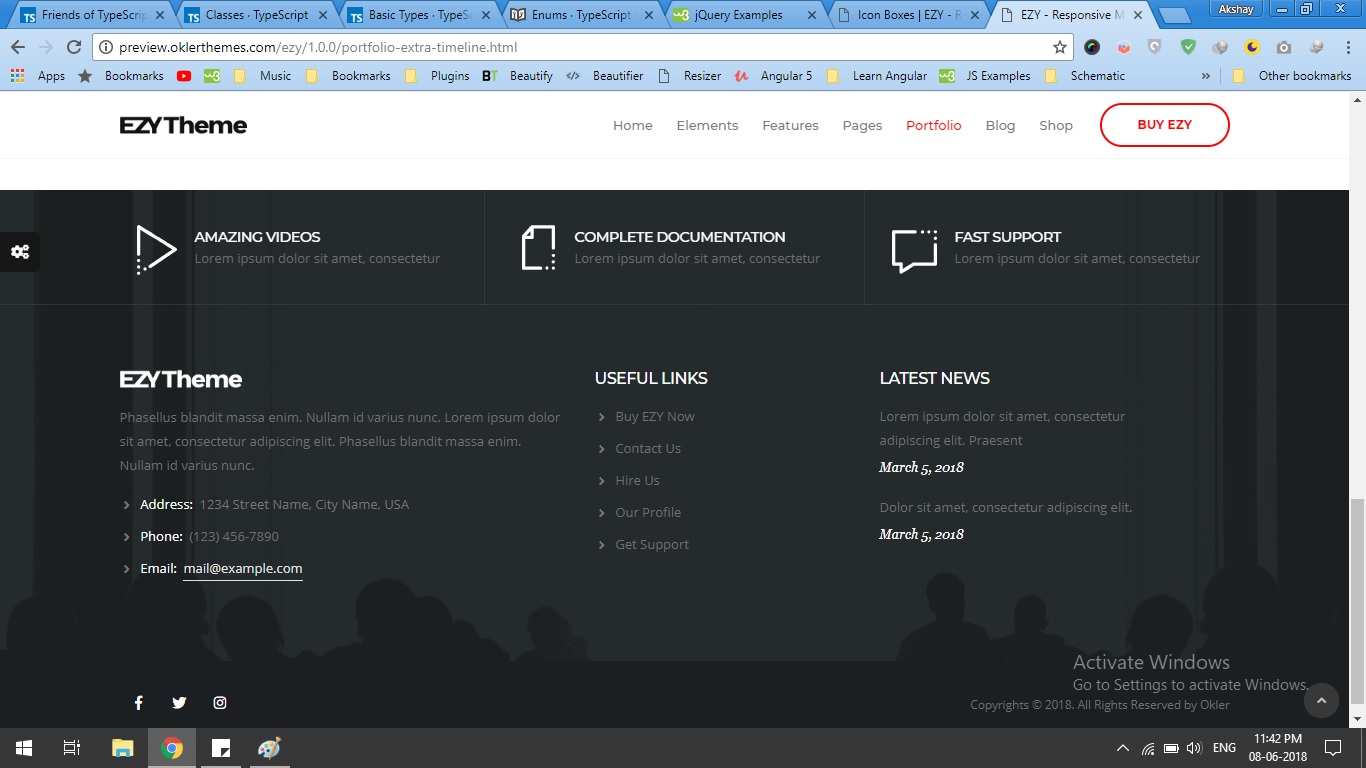 Friends of TypeScrip
Classes · TypeScript
Basic Types · TypeSc
Enums · TypeScript
jQuery Examples
Icon Boxes | EZY - R
EZY - Responsive M
Akshay
preview.oklerthemes.com/ezy/1.0.0/portfolio-extra-timeline.html
Apps Bookmarks Music Bookmarks Plugins BT Beautify Beautifier Resizer Angular 5 Learn Angular JS Examples Schematic » Other bookmarks
EZY Theme
Home Elements Features Pages Portfolio Blog Shop BUY EZY
AMAZING VIDEOS
Lorem ipsum dolor sit amet, consectetur
COMPLETE DOCUMENTATION
Lorem ipsum dolor sit amet, consectetur
FAST SUPPORT
Lorem ipsum dolor sit amet, consectetur
EZY Theme
Phasellus blandit massa enim. Nullam id varius nunc. Lorem ipsum dolor
sit amet, consectetur adipiscing elit. Phasellus blandit massa enim.
Nullam id varius nunc.
Address: 1234 Street Name, City Name, USA
Phone: (123) 456-7890
Email: mail@example.com
USEFUL LINKS
Buy EZY Now
Contact Us
Hire Us
Our Profile
Get Support
LATEST NEWS
Lorem ipsum dolor sit amet, consectetur
adipiscing elit. Praesent
March 5, 2018
Dolor sit amet, consectetur adipiscing elit.
March 5, 2018
Activate Windows
Go to Settings to activate Windows.
Copyrights © 2018. All Rights Reserved by Okler
ENG
11:42 PM
08-06-2018